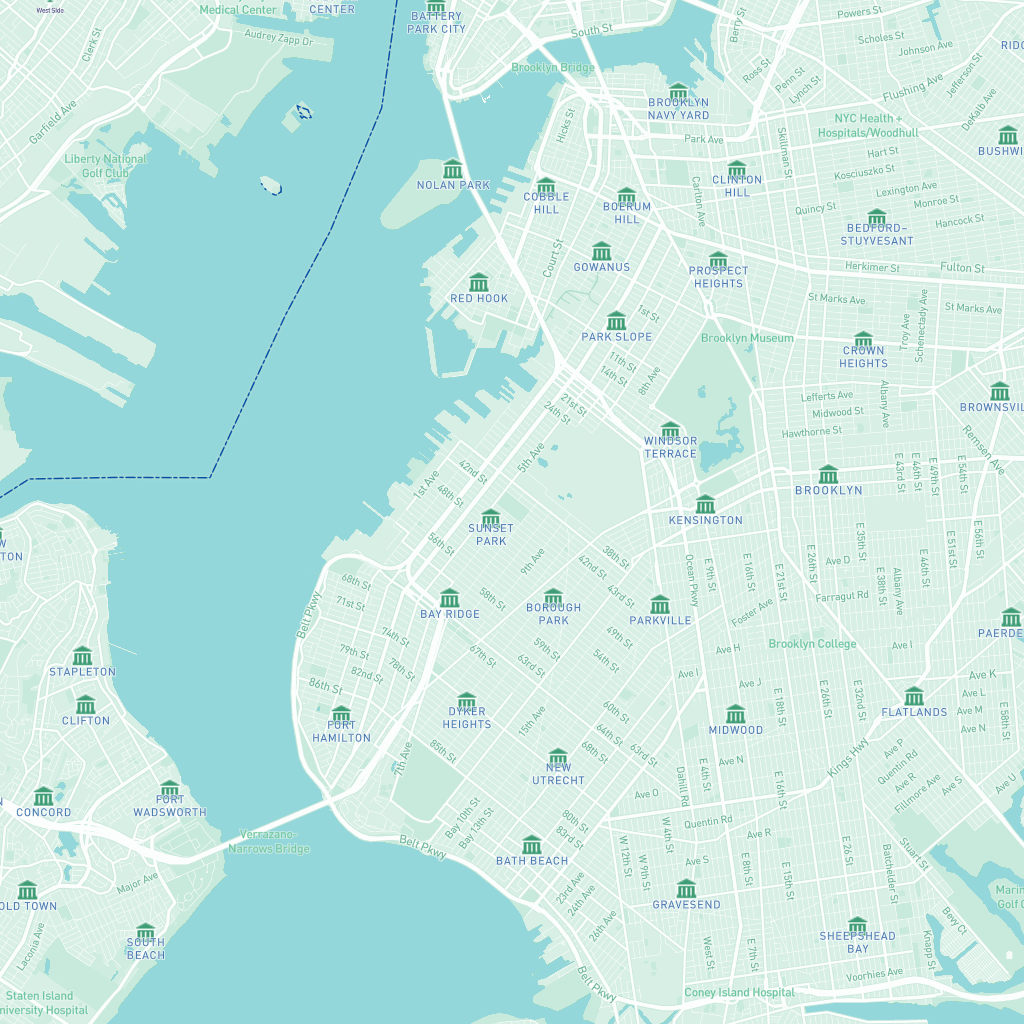 West Side
Medical Center
CENTER
BATTERY
PARK CITY
South St
Berry St
Powers St
Scholes St
Johnson Ave
Clerk St
Audrey Zapp Dr
Brooklyn Bridge
Ross St
Penn St
Lynch St
Flushing Ave
Jefferson St
DeKalb Ave
Garfield Ave
BROOKLYN
NAVY YARD
Hicks St
Park Ave
Skillman St
NYC Health +
Hospitals/Woodhull
Hart St
Kosciuszko St
Lexington Ave
Monroe St
Hancock St
Quincy St
Liberty National
Golf Club
NOLAN PARK
COBBLE
HILL
BOERUM
HILL
CLINTON
HILL
Carlton Ave
BEDFORD-
STUYVESANT
Court St
GOWANUS
PROSPECT
HEIGHTS
Herkimer St
Fulton St
RED HOOK
St Marks Ave
St Marks Ave
Troy Ave
Schenectady Ave
1st St
PARK SLOPE
Brooklyn Museum
CROWN
HEIGHTS
11th St
14th St
8th Ave
21st St
24th St
Lefferts Ave
Albany Ave
Midwood St
Hawthorne St
Remsen Ave
WINDSOR
TERRACE
5th Ave
42nd St
48th St
1st Ave
E 43rd St
E 46th St
E 49th St
E 54th St
BROOKLYN
KENSINGTON
SUNSET
PARK
56th St
9th Ave
38th St
42nd St
43rd St
Ocean Pkwy
E 9th St
E 16th St
E 21st St
E 26th St
E 35th St
E 38th St
Albany Ave
E 46th St
E 51st St
E 56th St
Ave D
Farragut Rd
Foster Ave
68th St
71st St
Belt Pkwy
BAY RIDGE
58th St
BOROUGH
PARK
PARKVILLE
49th St
54th St
59th St
63rd St
67th St
74th St
78th St
79th St
82nd St
86th St
Brooklyn College
Ave H
Ave I
Ave I
Ave J
Ave K
Ave L
Ave M
Ave N
E 58th St
STAPLETON
CLIFTON
FORT
HAMILTON
DYKER
HEIGHTS
15th Ave
60th St
64th St
63rd St
68th St
MIDWOOD
E 18th St
E 26th St
E 32nd St
FLATLANDS
7th Ave
85th St
NEW
UTRECHT
Dahill Rd
E 4th St
Ave N
E 16th St
Kings Hwy
Ave P
Quentin Rd
Ave R
Fillmore Ave
Ave S
Ave U
CONCORD
FORT
WADSWORTH
Verrazano-
Narrows Bridge
Belt Pkwy
Bay 10th St
Bay 13th St
80th St
83rd St
Ave O
Quentin Rd
Ave R
Ave S
W 4th St
W 9th St
W 12th St
E 8th St
E 15th St
E 26 St
Batchelder St
Stuart St
BATH BEACH
23rd Ave
24th Ave
26th Ave
GRAVESEND
Major Ave
OLD TOWN
SOUTH
BEACH
Laconia Ave
West St
E 7th St
SHEEPSHEAD
BAY
Knapp St
Bevy Ct
Voorhies Ave
Belt Pkwy
Coney Island Hospital
Staten Island